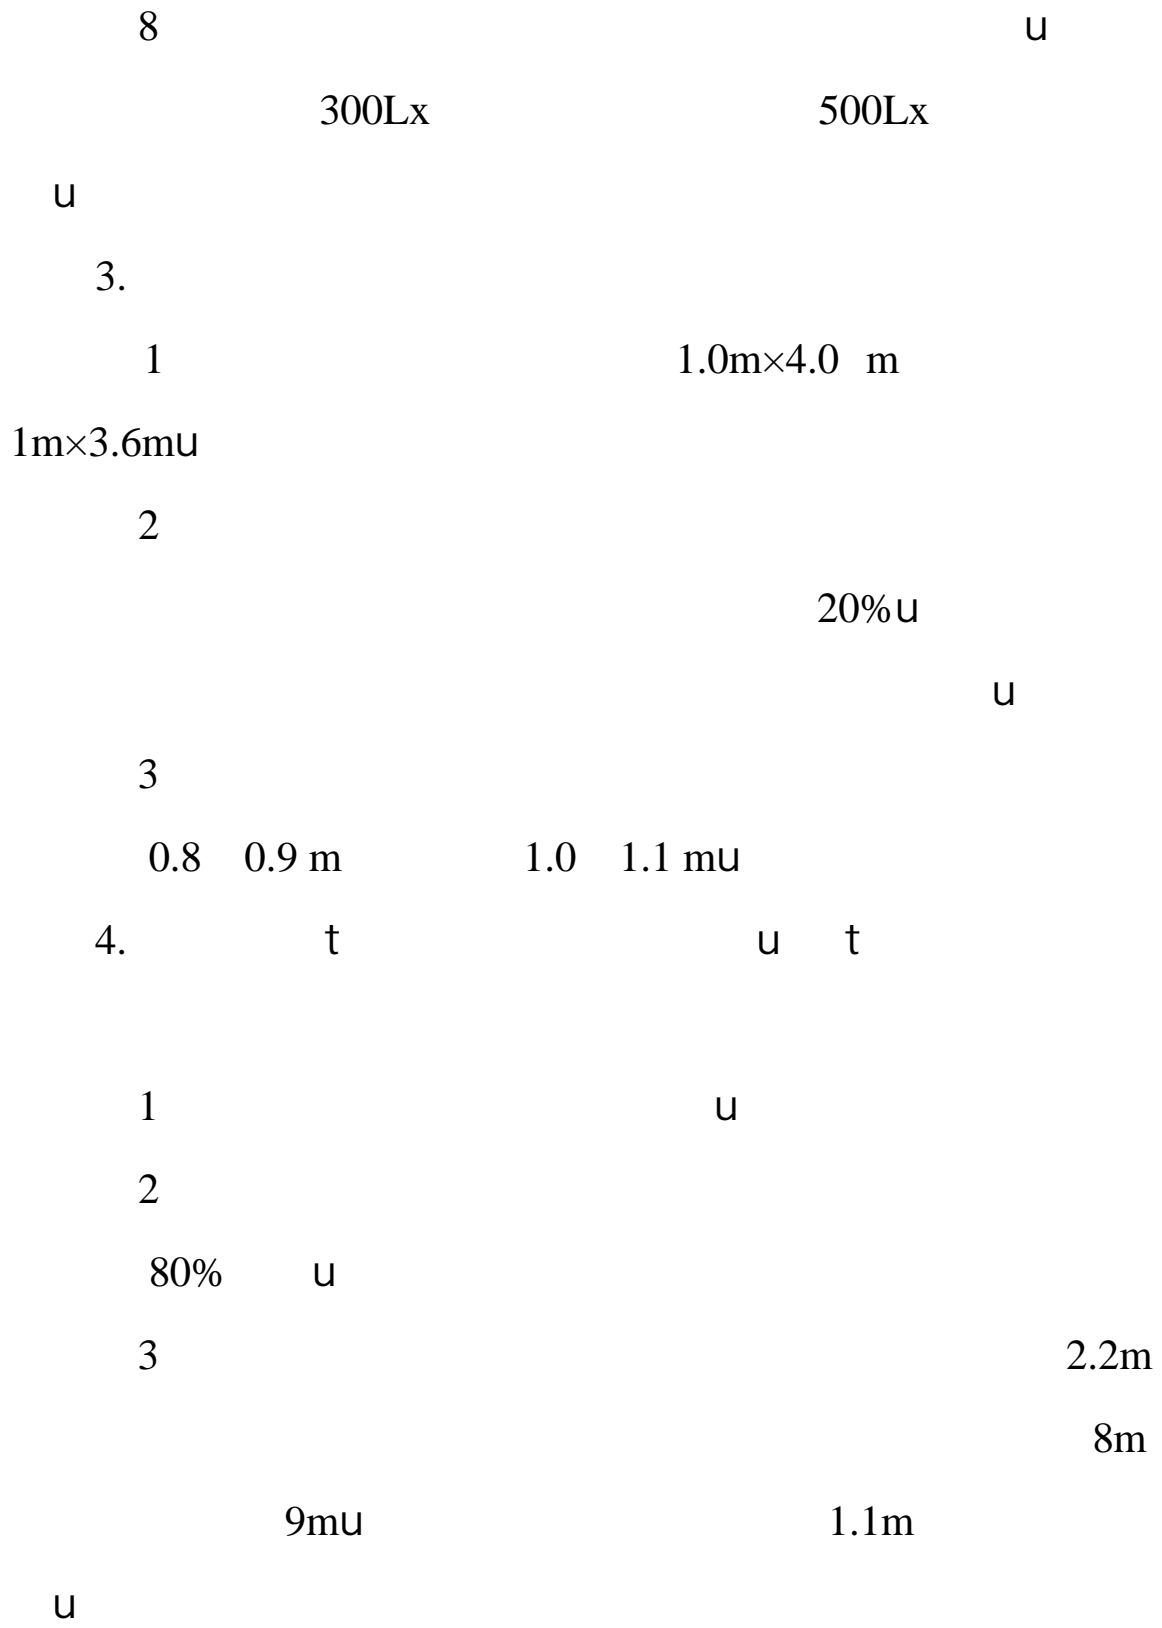 8 u
300Lx 500Lx
u
3.
1 1.0m×4.0 m
1m×3.6mu
2
20%u
u
3
0.8 0.9 m 1.0 1.1 mu
4. t u t
1 u
2
80% u
3 2.2m
8m
9mu 1.1m
u